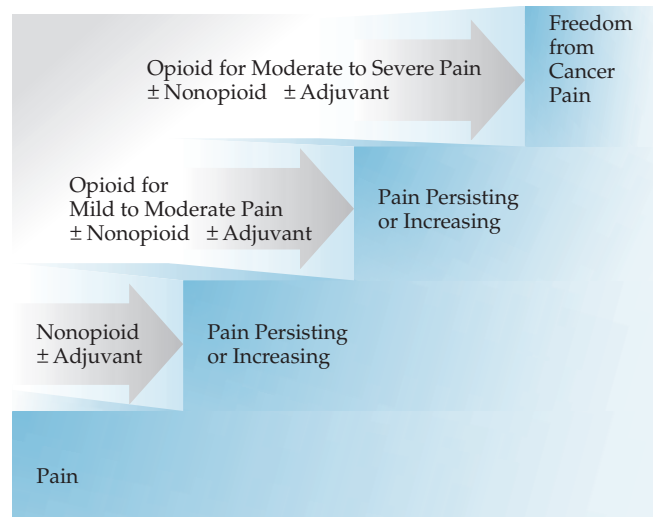 Freedom
from
Cancer
Pain
Opioid for Moderate to Severe Pain
± Nonopioid ± Adjuvant
Opioid for
Mild to Moderate Pain
± Nonopioid ± Adjuvant
Pain Persisting
or Increasing
Nonopioid
± Adjuvant
Pain Persisting
or Increasing
Pain